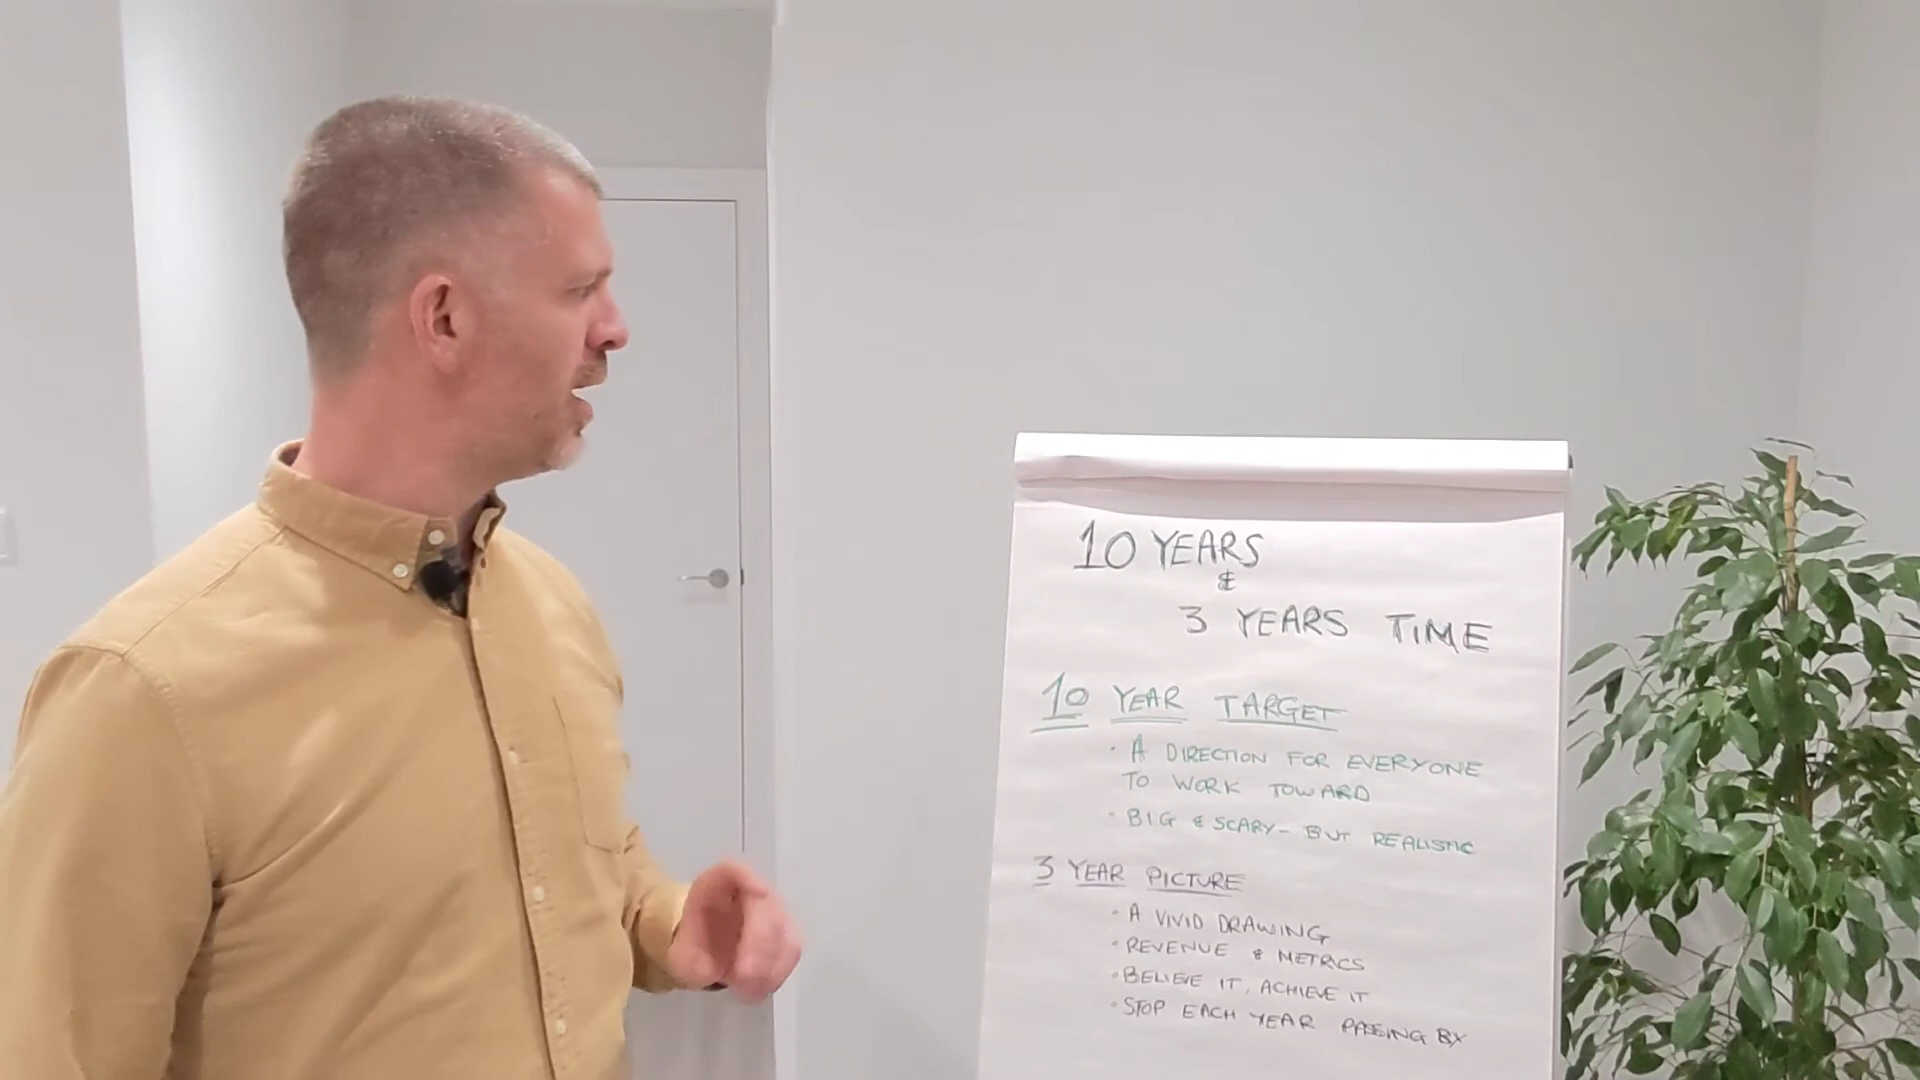 10 YEARS
&
3 YEARS TIME
10 YEAR TARGET
· A DIRECTION FOR EVERYONE
TO WORK TOWARD
· BIG & SCARY - BUT REALISTIC
3 YEAR PICTURE
· A VIVID DRAWING
· REVENUE & METRICS
· BELIEVE IT, ACHIEVE IT
· STOP EACH YEAR PASSING BY